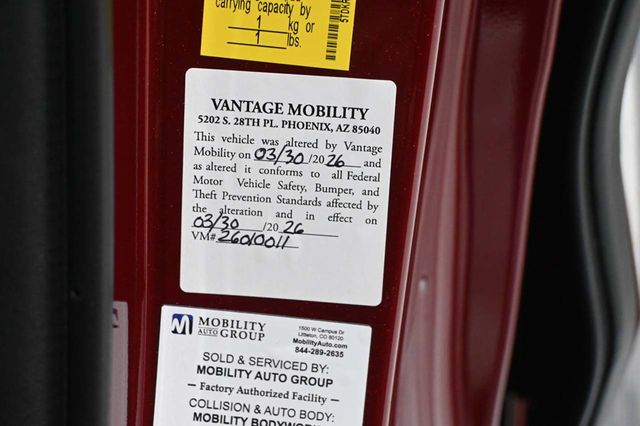 carrying capacity by
1 kg or
1 lbs.
VANTAGE MOBILITY
5202 S. 28TH PL. PHOENIX, AZ 85040
This vehicle was altered by Vantage
Mobility on 03/30/2026 and
as altered it conforms to all Federal
Motor Vehicle Safety, Bumper, and
Theft Prevention Standards affected by
the alteration and in effect on
03/30 /20 26
VM# 26010011
MOBILITY
AUTO GROUP
1500 W Campus Dr
Littleton, CO 80120
MobilityAuto.com
844-289-2635
SOLD & SERVICED BY:
MOBILITY AUTO GROUP
– Factory Authorized Facility –
COLLISION & AUTO BODY:
MOBILITY